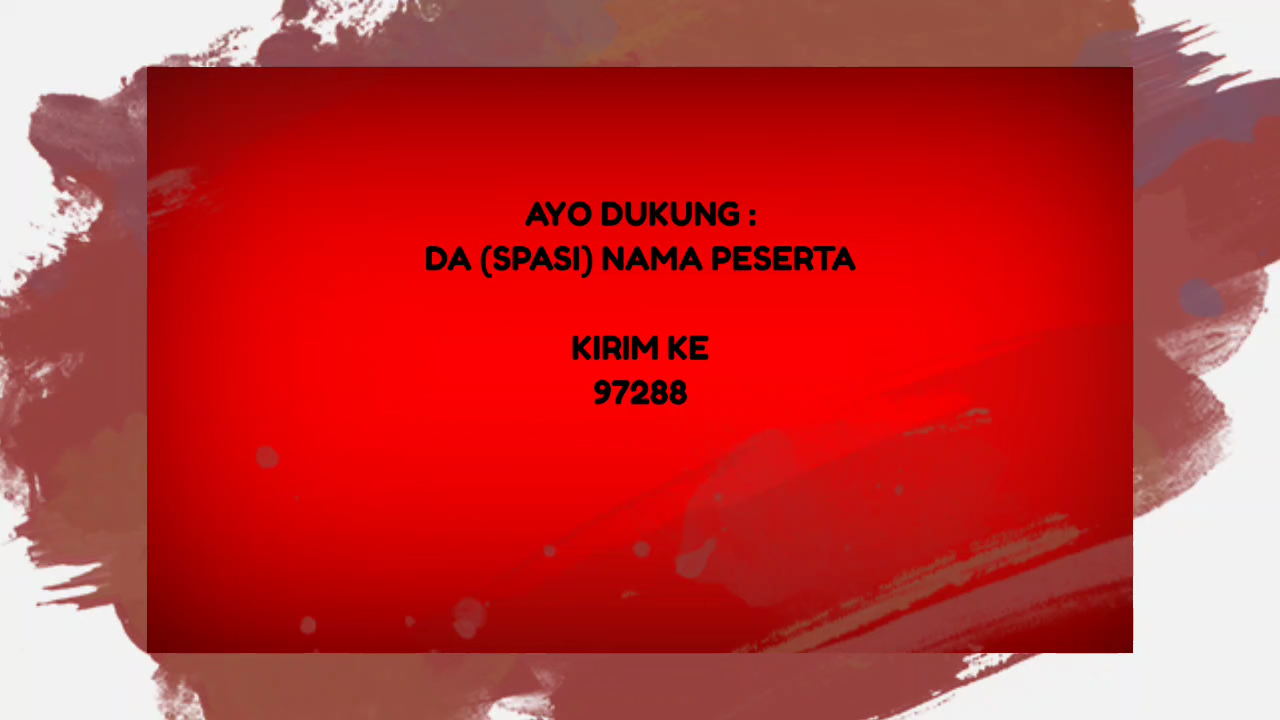 AYO DUKUNG :
DA (SPASI) NAMA PESERTA
KIRIM KE
97288